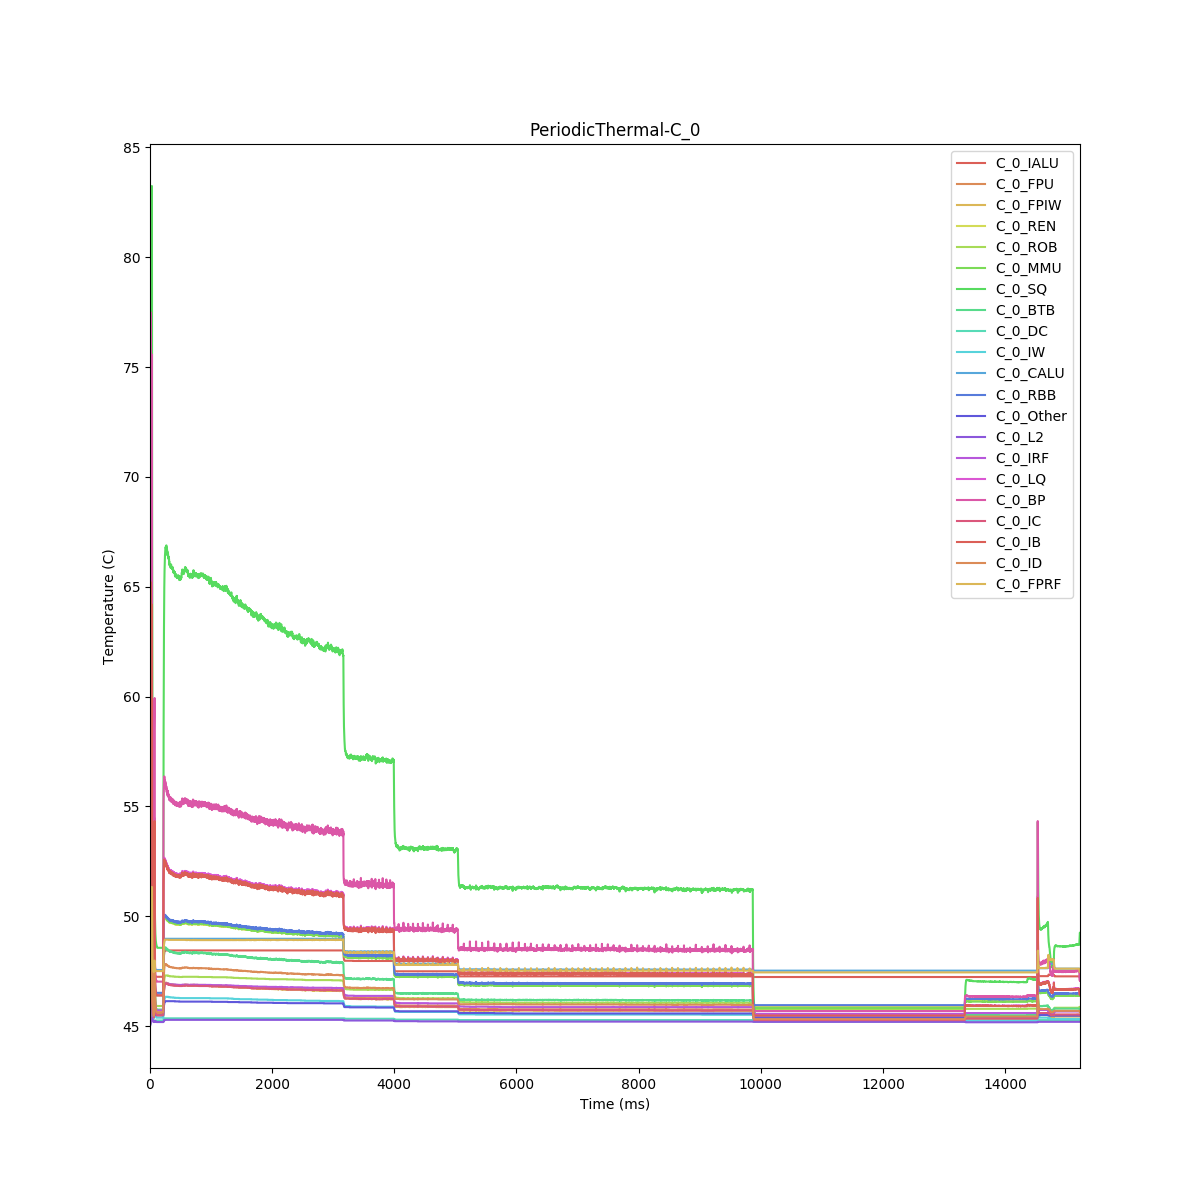 PeriodicThermal-C_0
85
80
75
70
65
60
55
50
45
Temperature (C)
0
2000
4000
6000
8000
10000
12000
14000
Time (ms)
C_0_IALU
C_0_FPU
C_0_FPIW
C_0_REN
C_0_ROB
C_0_MMU
C_0_SQ
C_0_BTB
C_0_DC
C_0_IW
C_0_CALU
C_0_RBB
C_0_Other
C_0_L2
C_0_IRF
C_0_LQ
C_0_BP
C_0_IC
C_0_IB
C_0_ID
C_0_FPRF